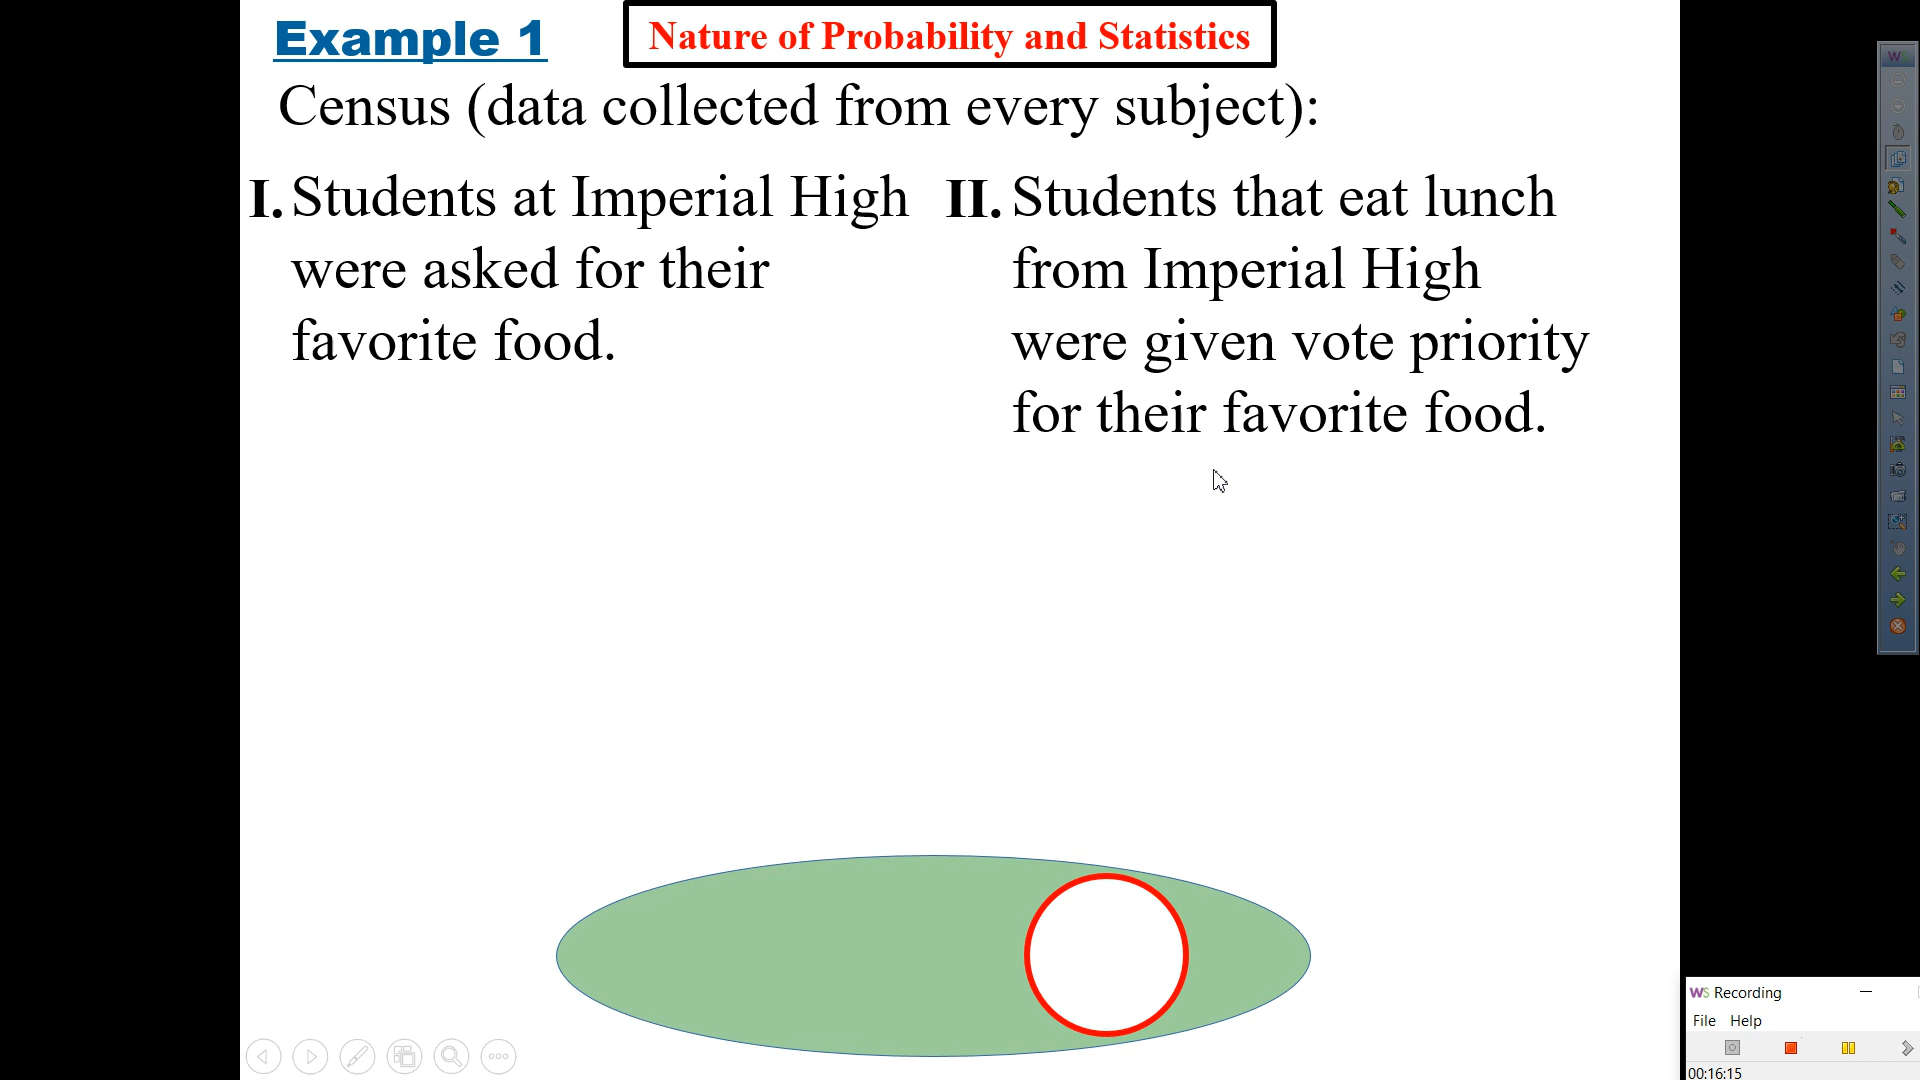 Example 1
Nature of Probability and Statistics
Census (data collected from every subject):
I. Students at Imperial High
were asked for their
favorite food.
II. Students that eat lunch
from Imperial High
were given vote priority
for their favorite food.
WS Recording
File Help
00:16:15